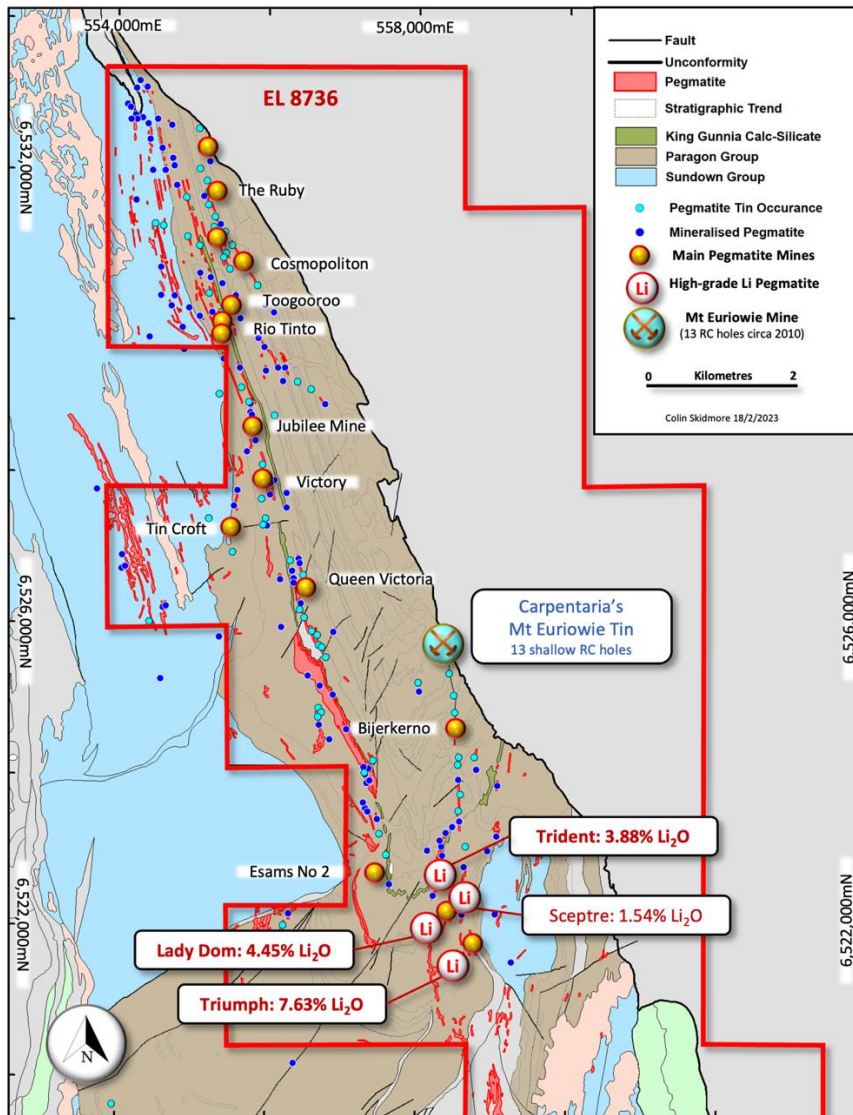 554,000mE
558,000mE
EL 8736
6,532,000mN
The Ruby
Cosmopoliton
Toogooroo
Rio Tinto
Jubilee Mine
Victory
Tin Croft
Queen Victoria
6,526,000mN
6,526,000mN
Carpentaria's
Mt Euriowie Tin
13 shallow RC holes
Bijerkerno
Trident: 3.88% Li₂O
Esams No 2
Li
Li
Sceptre: 1.54% Li₂O
6,522,000mN
6,522,000mN
Li
Lady Dom: 4.45% Li₂O
Li
Triumph: 7.63% Li₂O
N
Fault
Unconformity
Pegmatite
Stratigraphic Trend
King Gunnia Calc-Silicate
Paragon Group
Sundown Group
Pegmatite Tin Occurance
Mineralised Pegmatite
Main Pegmatite Mines
Li
High-grade Li Pegmatite
Mt Euriowie Mine
(13 RC holes circa 2010)
0 Kilometres 2
Colin Skidmore 18/2/2023